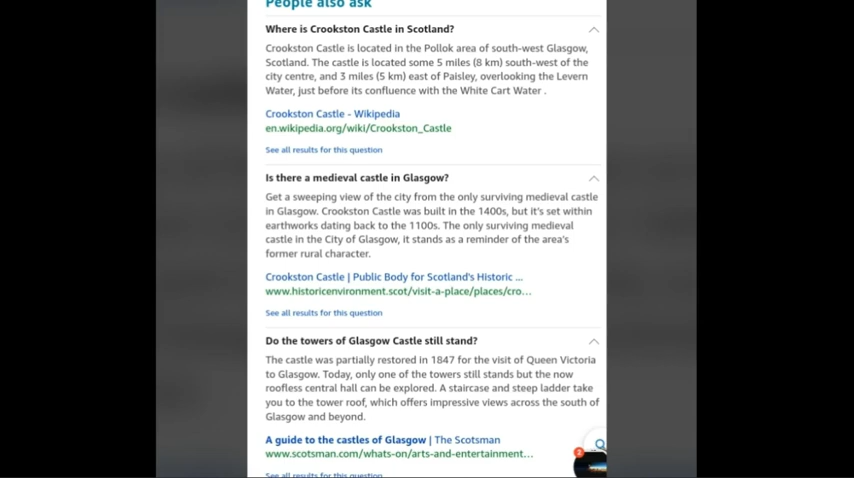 People also ask
Where is Crookston Castle in Scotland?
Crookston Castle is located in the Pollok area of south-west Glasgow,
Scotland. The castle is located some 5 miles (8 km) south-west of the
city centre, and 3 miles (5 km) east of Paisley, overlooking the Levern
Water, just before its confluence with the White Cart Water .
Crookston Castle - Wikipedia
en.wikipedia.org/wiki/Crookston_Castle
See all results for this question
Is there a medieval castle in Glasgow?
Get a sweeping view of the city from the only surviving medieval castle
in Glasgow. Crookston Castle was built in the 1400s, but it's set within
earthworks dating back to the 1100s. The only surviving medieval
castle in the City of Glasgow, it stands as a reminder of the area's
former rural character.
Crookston Castle | Public Body for Scotland's Historic ...
www.historicenvironment.scot/visit-a-place/places/cro...
See all results for this question
Do the towers of Glasgow Castle still stand?
The castle was partially restored in 1847 for the visit of Queen Victoria
to Glasgow. Today, only one of the towers still stands but the now
roofless central hall can be explored. A staircase and steep ladder take
you to the tower roof, which offers impressive views across the south of
Glasgow and beyond.
A guide to the castles of Glasgow | The Scotsman
www.scotsman.com/whats-on/arts-and-entertainment...
See all results for this question